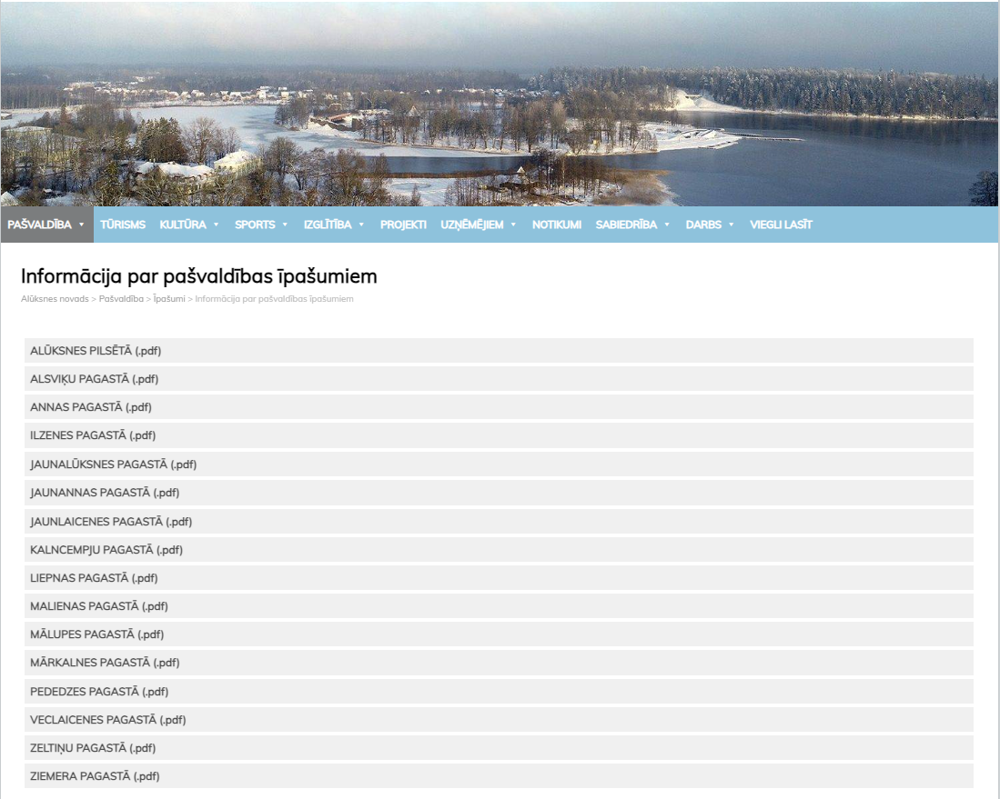 PAŠVALDĪBA TŪRISMS KULTŪRA SPORTS IZGLĪTĪBA PROJEKTI UZŅĒMĒJIEM NOTIKUMI SABIEDRĪBA DARBS VIEGLI LASĪT
Informācija par pašvaldības īpašumiem
Alūksnes novads > Pašvaldība > Īpašumi > Informācija par pašvaldības īpašumiem
ALŪKSNES PILSĒTĀ (.pdf)
ALSVIĶU PAGASTĀ (.pdf)
ANNAS PAGASTĀ (.pdf)
ILZENES PAGASTĀ (.pdf)
JAUNALŪKSNES PAGASTĀ (.pdf)
JAUNANNAS PAGASTĀ (.pdf)
JAUNLAICENES PAGASTĀ (.pdf)
KALNCEMPJU PAGASTĀ (.pdf)
LIEPNAS PAGASTĀ (.pdf)
MALIENAS PAGASTĀ (.pdf)
MĀLUPES PAGASTĀ (.pdf)
MĀRKALNES PAGASTĀ (.pdf)
PEDEDZES PAGASTĀ (.pdf)
VECLAICENES PAGASTĀ (.pdf)
ZELTIŅU PAGASTĀ (.pdf)
ZIEMERA PAGASTĀ (.pdf)